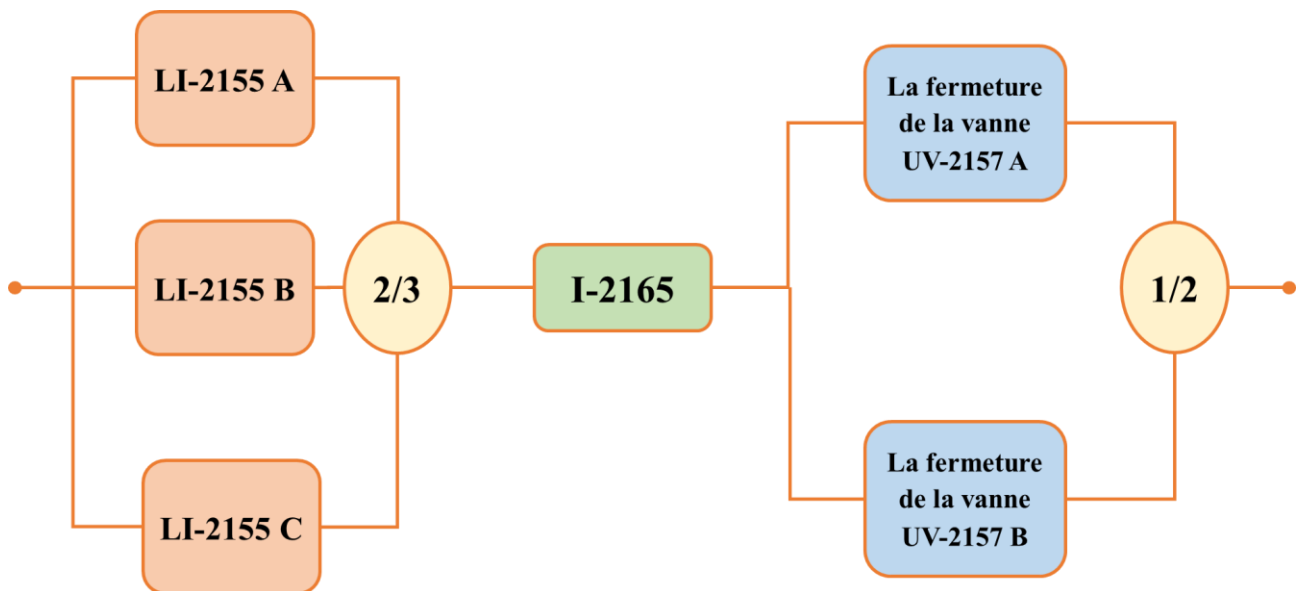 LI-2155 A
LI-2155 B
LI-2155 C
2/3
I-2165
La fermeture
de la vanne
UV-2157 A
La fermeture
de la vanne
UV-2157 B
1/2